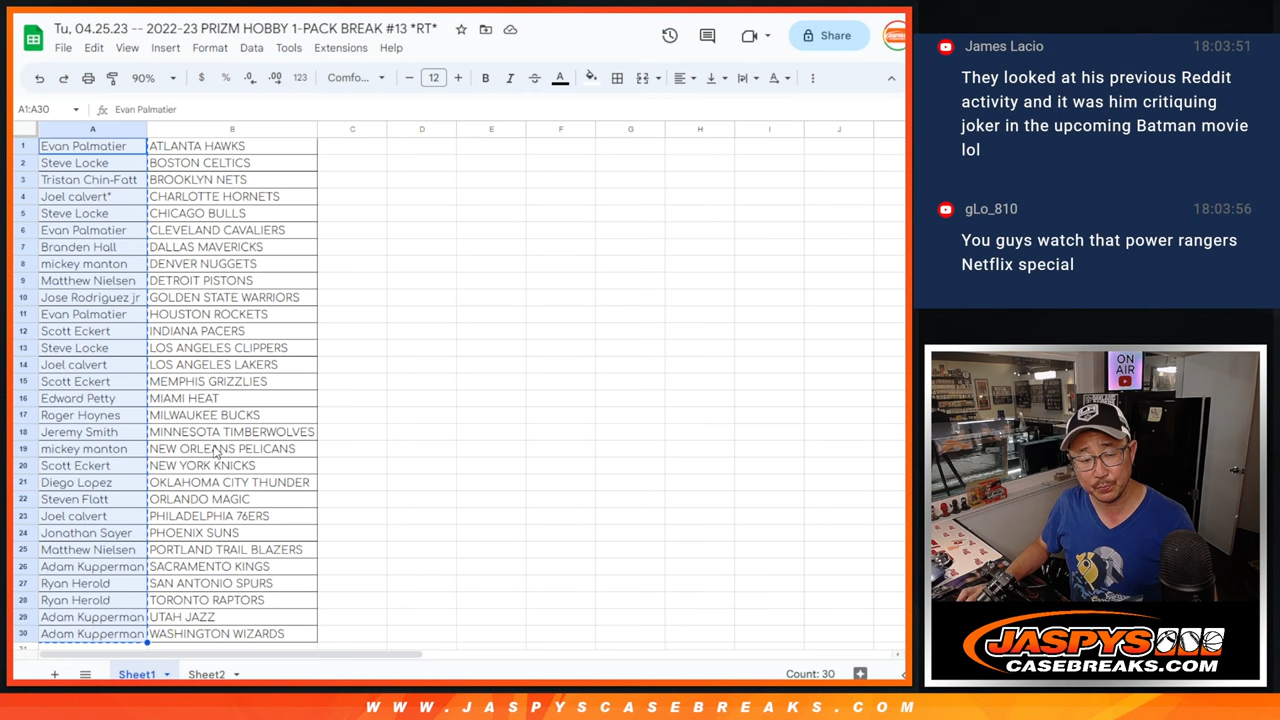 Tu, 04.25.23 -- 2022-23 PRIZM HOBBY 1-PACK BREAK #13 *RT*
File Edit View Insert Format Data Tools Extensions Help
Share
90% $ % .0 .00 123 Comfo... 12 B I S A
A1:A30 fx Evan Palmatier
A B C D E F G H I J
1 Evan Palmatier ATLANTA HAWKS
2 Steve Locke BOSTON CELTICS
3 Tristan Chin-Fatt BROOKLYN NETS
4 Joel calvert* CHARLOTTE HORNETS
5 Steve Locke CHICAGO BULLS
6 Evan Palmatier CLEVELAND CAVALIERS
7 Branden Hall DALLAS MAVERICKS
8 mickey manton DENVER NUGGETS
9 Matthew Nielsen DETROIT PISTONS
10 Jose Rodriguez jr GOLDEN STATE WARRIORS
11 Evan Palmatier HOUSTON ROCKETS
12 Scott Eckert INDIANA PACERS
13 Steve Locke LOS ANGELES CLIPPERS
14 Joel calvert LOS ANGELES LAKERS
15 Scott Eckert MEMPHIS GRIZZLIES
16 Edward Petty MIAMI HEAT
17 Roger Hoynes MILWAUKEE BUCKS
18 Jeremy Smith MINNESOTA TIMBERWOLVES
19 mickey manton NEW ORLEANS PELICANS
20 Scott Eckert NEW YORK KNICKS
21 Diego Lopez OKLAHOMA CITY THUNDER
22 Steven Flatt ORLANDO MAGIC
23 Joel calvert PHILADELPHIA 76ERS
24 Jonathan Sayer PHOENIX SUNS
25 Matthew Nielsen PORTLAND TRAIL BLAZERS
26 Adam Kupperman SACRAMENTO KINGS
27 Ryan Herold SAN ANTONIO SPURS
28 Ryan Herold TORONTO RAPTORS
29 Adam Kupperman UTAH JAZZ
30 Adam Kupperman WASHINGTON WIZARDS
Sheet1 Sheet2 Count: 30
James Lacio 18:03:51
They looked at his previous Reddit
activity and it was him critiquing
joker in the upcoming Batman movie
lol
gLo_810 18:03:56
You guys watch that power rangers
Netflix special
ON
AIR
JASPYS
CASEBREAKS.COM
WWW.JASPYSCASEBREAKS.COM